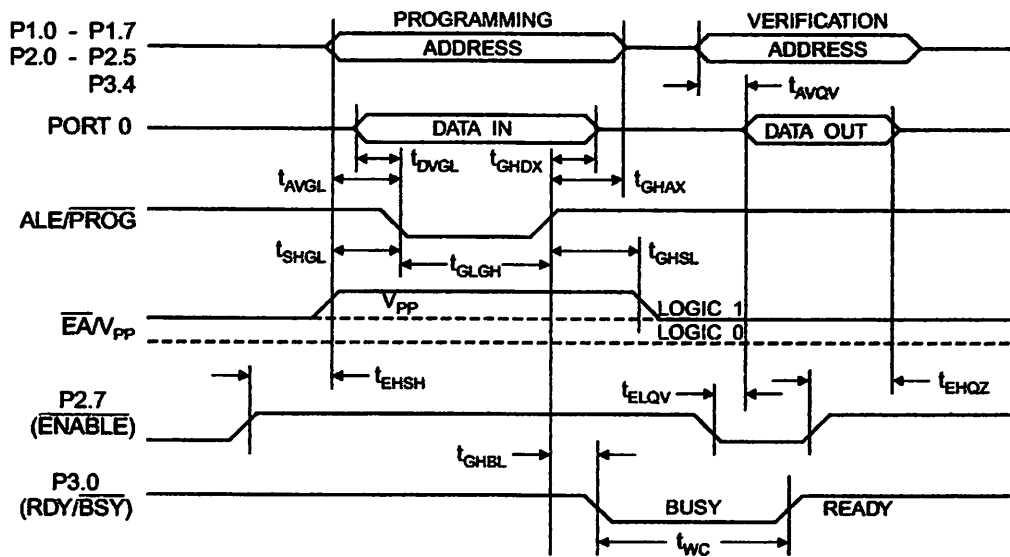 PROGRAMMING VERIFICATION
P1.0 - P1.7
P2.0 - P2.5
P3.4
ADDRESS ADDRESS
tAVQV
PORT 0 DATA IN DATA OUT
tDVGL tGHDX
tAVGL tGHAX
ALE/PROG
tSHGL tGLGH tGHSL
EA/VPP VPP LOGIC 1
LOGIC 0
tEHSH tELQV tEHQZ
P2.7
(ENABLE)
tGHBL
P3.0
(RDY/BSY) BUSY READY
tWC